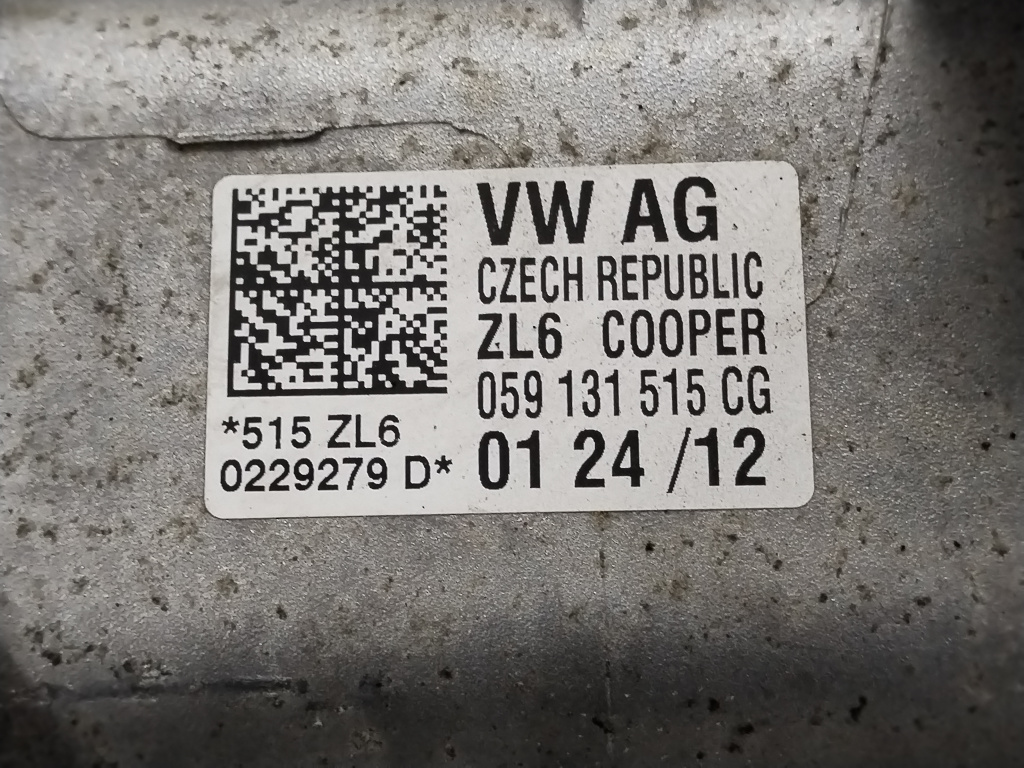 VW AG
CZECH REPUBLIC
ZL6 COOPER
059 131 515 CG
01 24 /12
*515 ZL6
0229279 D*